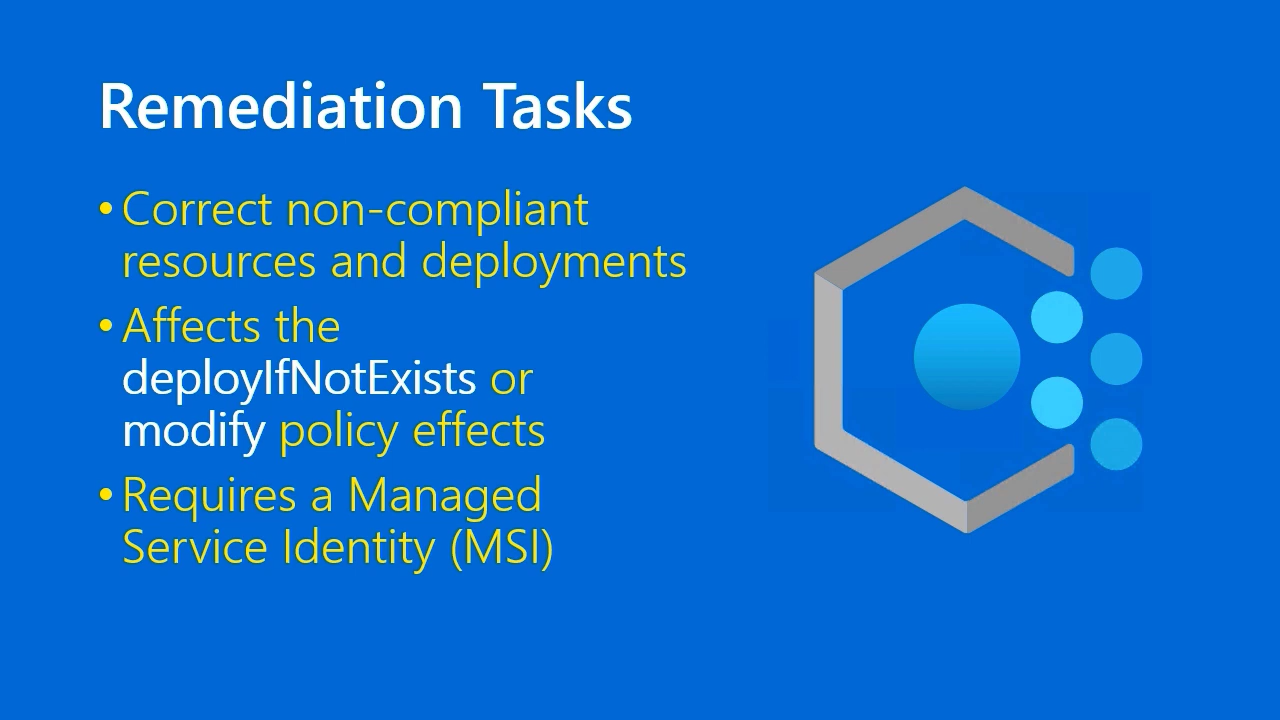 Remediation Tasks
• Correct non-compliant
resources and deployments
• Affects the
deployIfNotExists or
modify policy effects
• Requires a Managed
Service Identity (MSI)